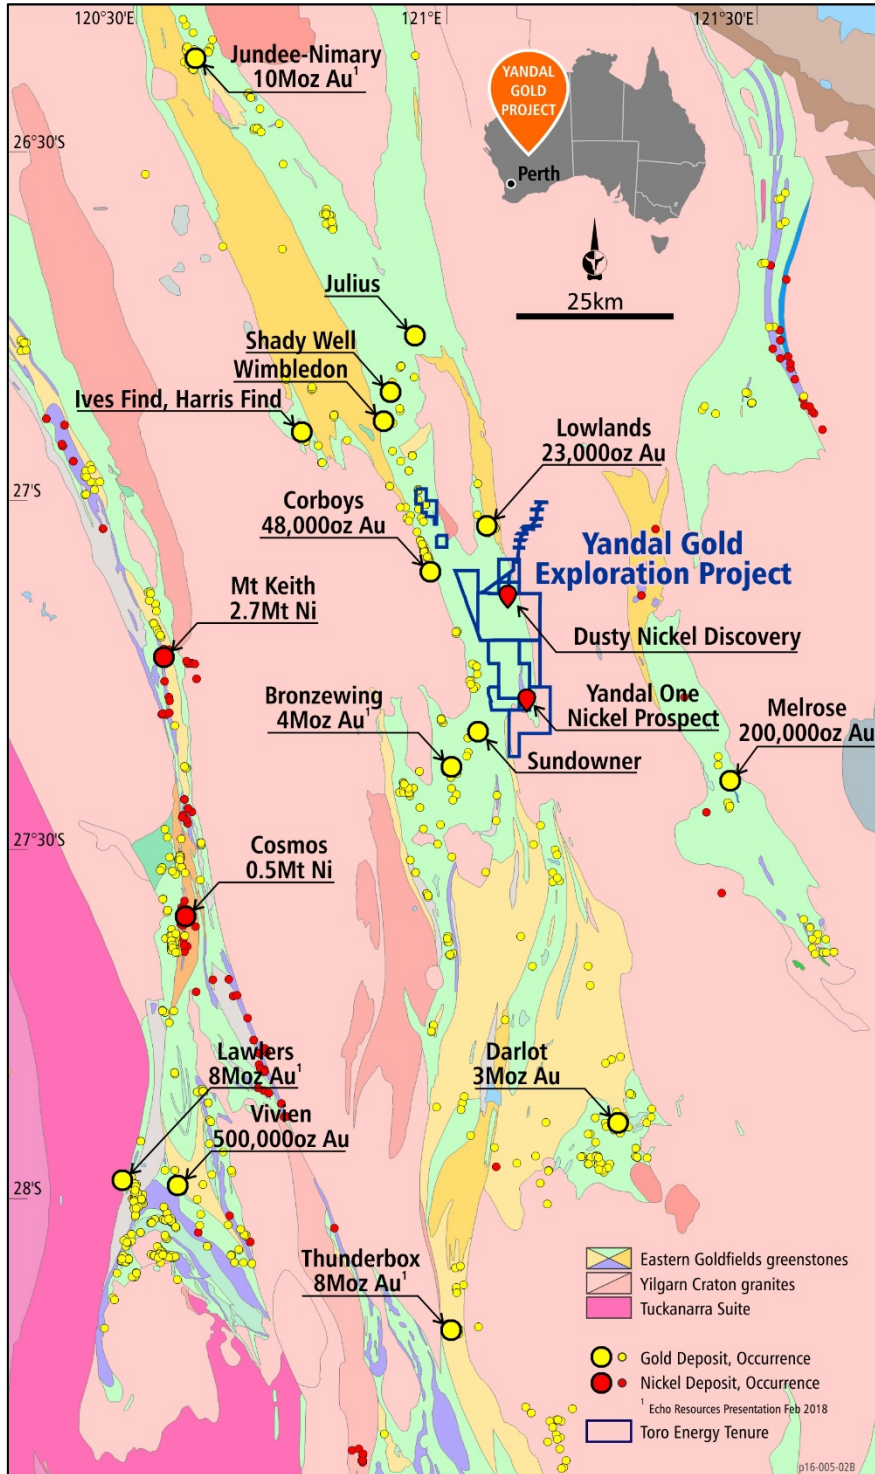 120°30'E
121°E
121°30'E
Jundee-Nimary
10Moz Au¹
YANDAL
GOLD
PROJECT
26°30'S
Perth
25km
Julius
Shady Well
Wimbledon
Ives Find, Harris Find
Lowlands
23,000oz Au
27°S
Corboys
48,000oz Au
Yandal Gold
Exploration Project
Mt Keith
2.7Mt Ni
Dusty Nickel Discovery
Bronzewing
4Moz Au¹
Yandal One
Nickel Prospect
Melrose
200,000oz Au
Sundowner
27°30'S
Cosmos
0.5Mt Ni
Lawlers
8Moz Au¹
Darlot
3Moz Au
Vivien
500,000oz Au
28°S
Thunderbox
8Moz Au¹
Eastern Goldfields greenstones
Yilgarn Craton granites
Tuckanarra Suite
Gold Deposit, Occurrence
Nickel Deposit, Occurrence
¹ Echo Resources Presentation Feb 2018
Toro Energy Tenure
p16-005-02B